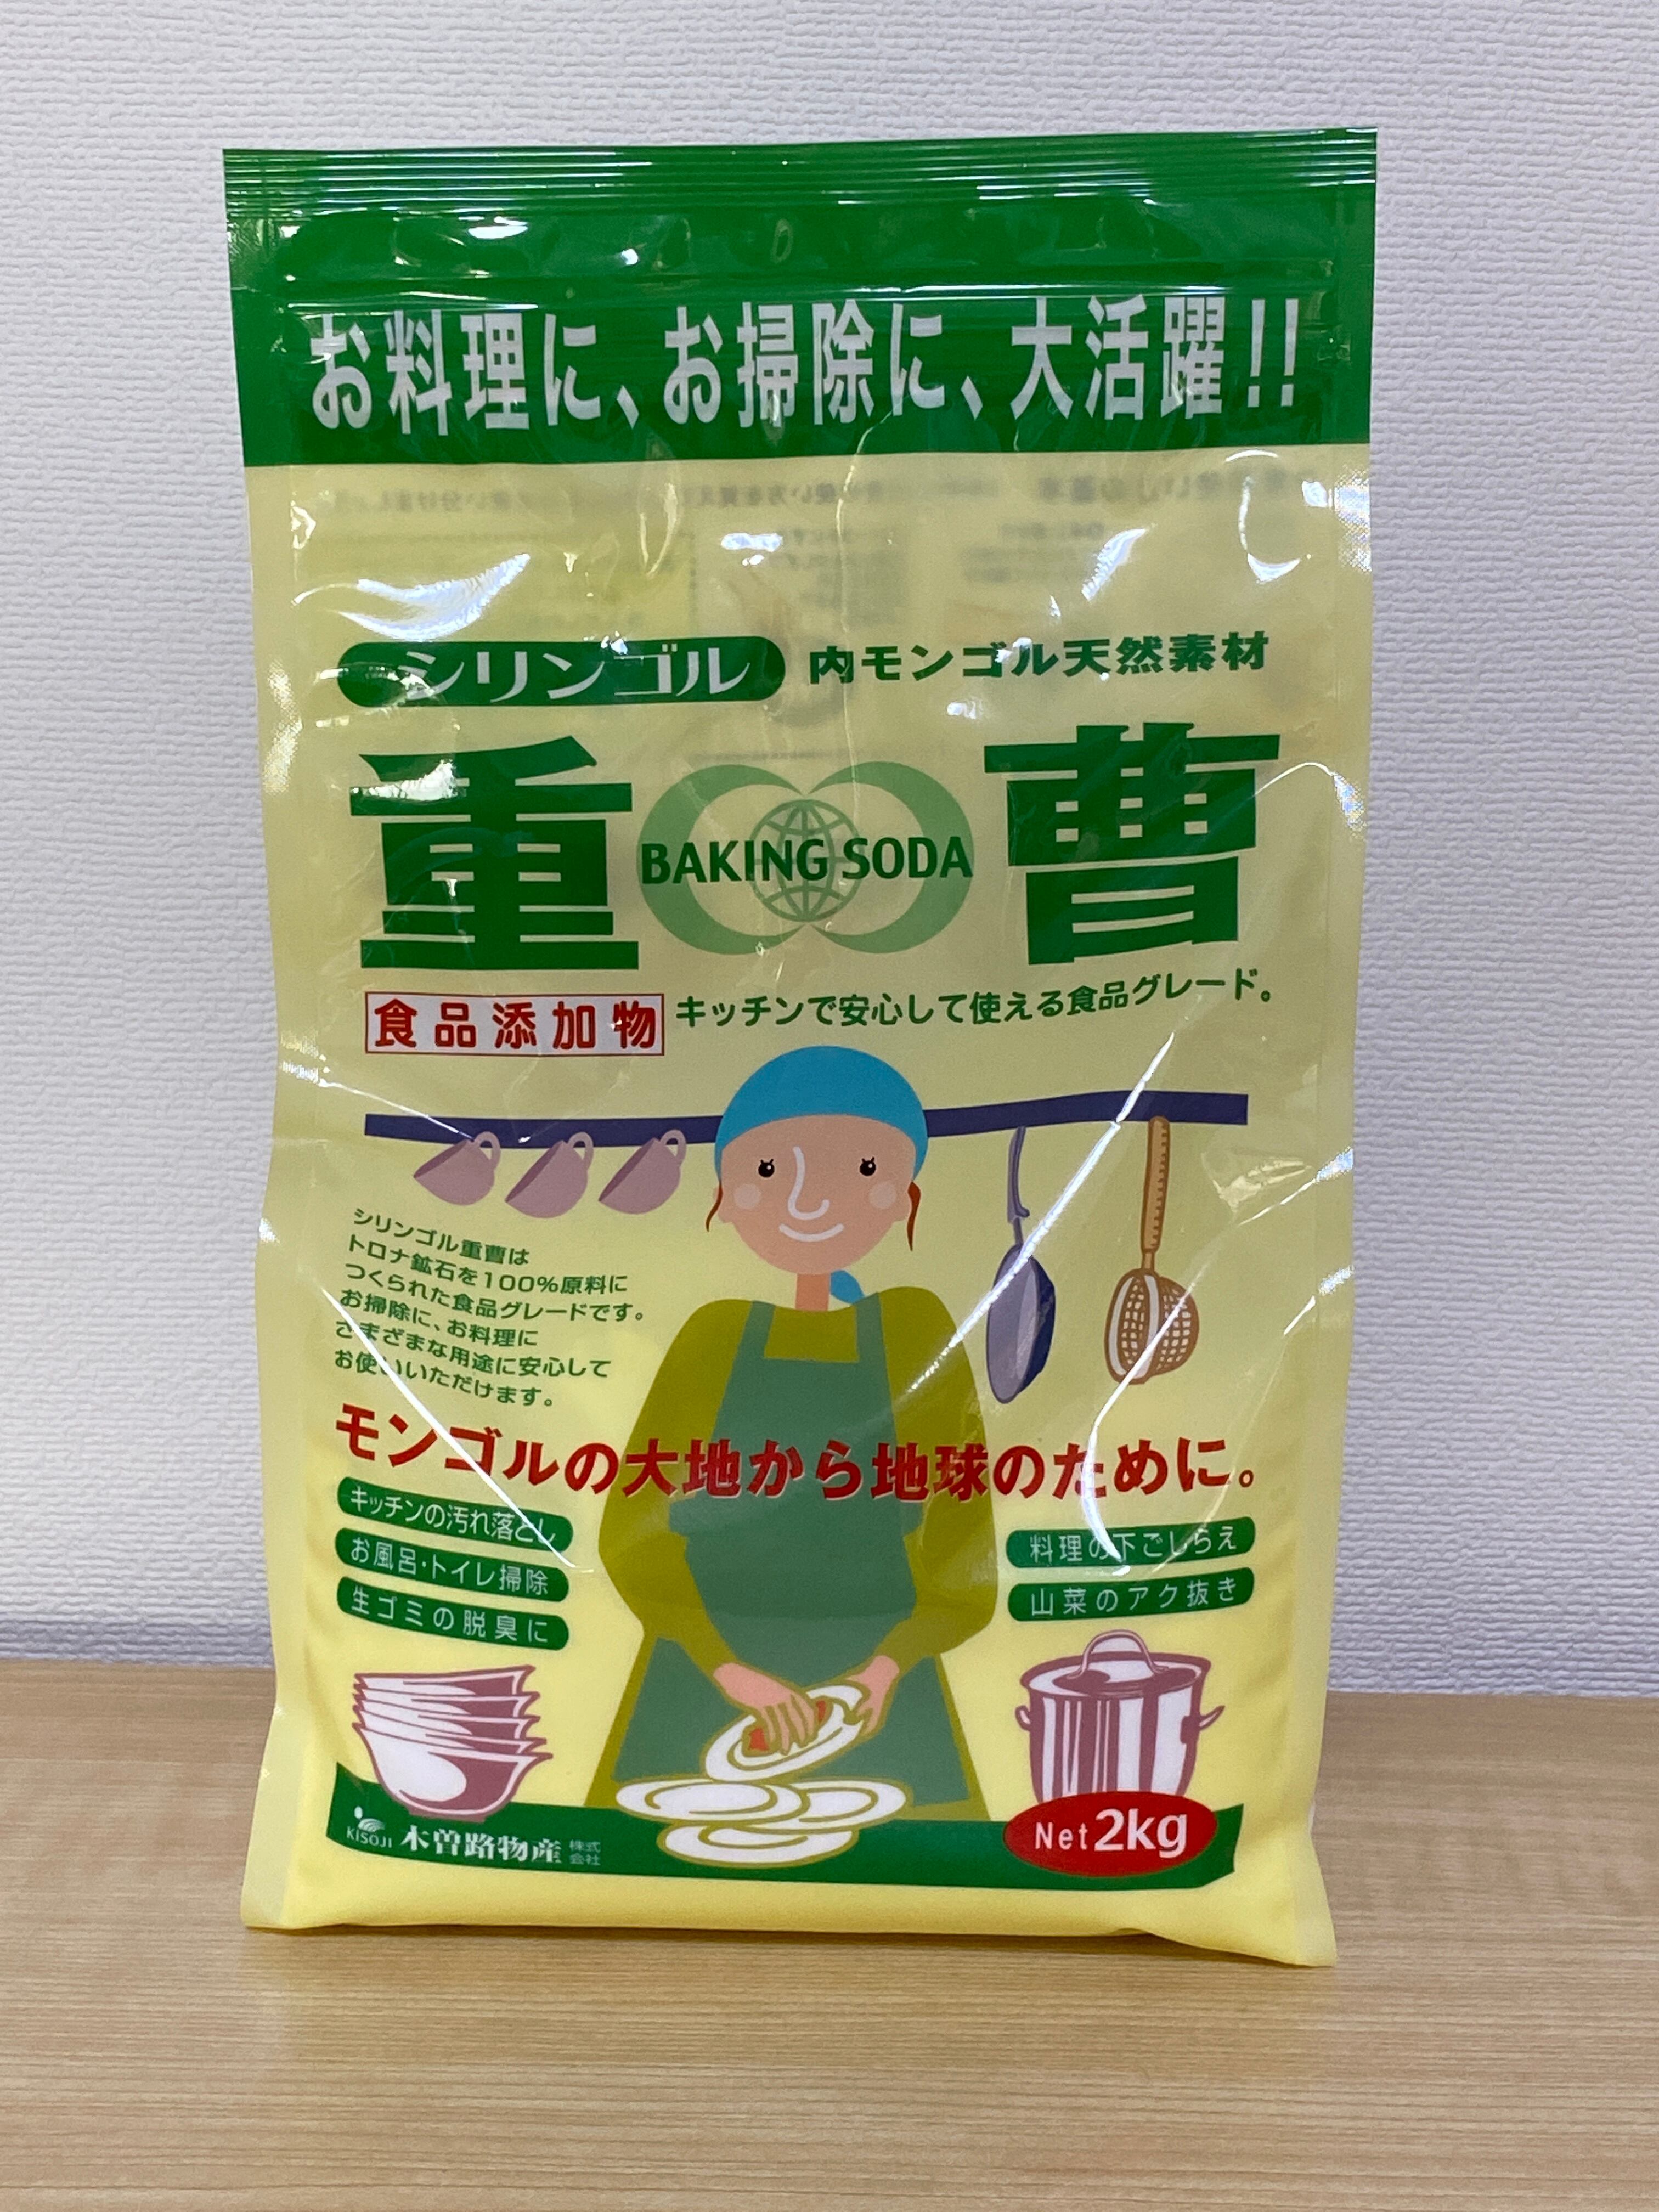 お料理に、お掃除に、大活躍!!
シリンゴル 内モンゴル天然素材
重曹
BAKING SODA
食品添加物 キッチンで安心して使える食品グレード。
シリンゴル重曹は
トロナ鉱石を100%原料に
つくられた食品グレードです。
お掃除に、お料理に
さまざまな用途に安心して
お使いいただけます。
モンゴルの大地から地球のために。
キッチンの汚れ落とし
お風呂・トイレ掃除
生ゴミの脱臭に
料理の下ごしらえ
山菜のアク抜き
KISOJI 木曽路物産 株式会社
Net 2kg